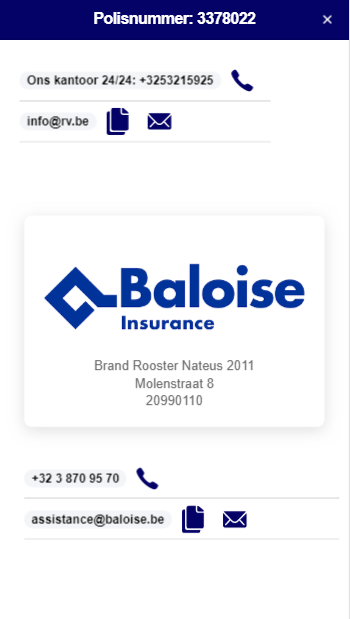 Polisnummer: 3378022 ×
Ons kantoor 24/24: +3253215925
info@rv.be
Baloise
Insurance
Brand Rooster Nateus 2011
Molenstraat 8
20990110
+32 3 870 95 70
assistance@baloise.be